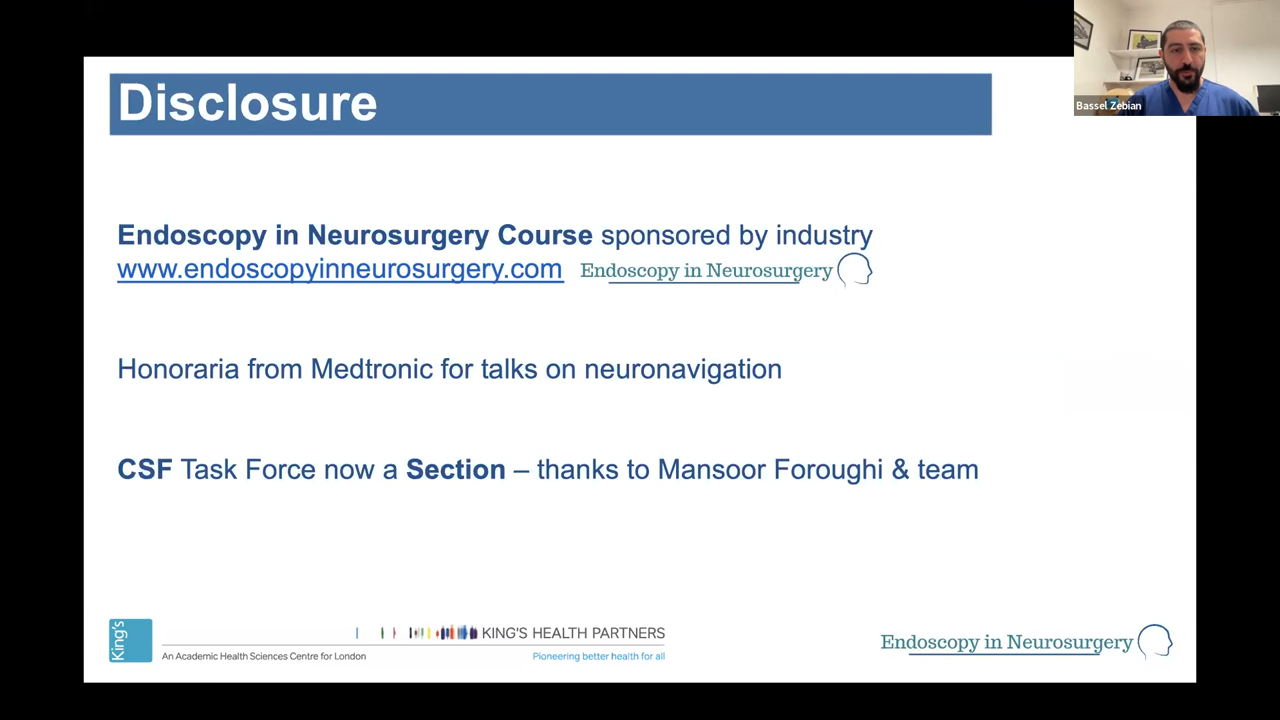 Disclosure
Bassel Zebian
Endoscopy in Neurosurgery Course sponsored by industry
www.endoscopyinneurosurgery.com Endoscopy in Neurosurgery
Honoraria from Medtronic for talks on neuronavigation
CSF Task Force now a Section – thanks to Mansoor Foroughi & team
King's
KING'S HEALTH PARTNERS
An Academic Health Sciences Centre for London
Pioneering better health for all
Endoscopy in Neurosurgery